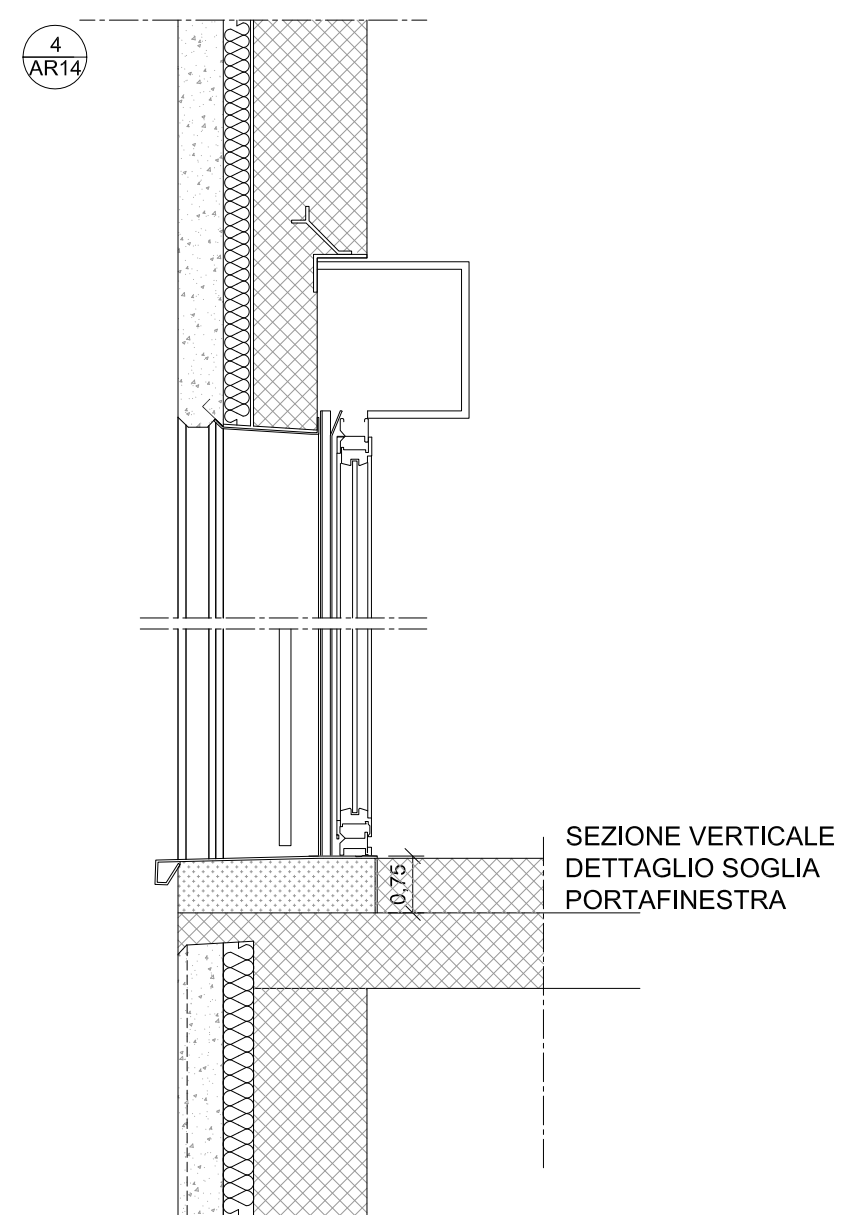 4
AR14
SEZIONE VERTICALE
DETTAGLIO SOGLIA
PORTAFINESTRA
0,75